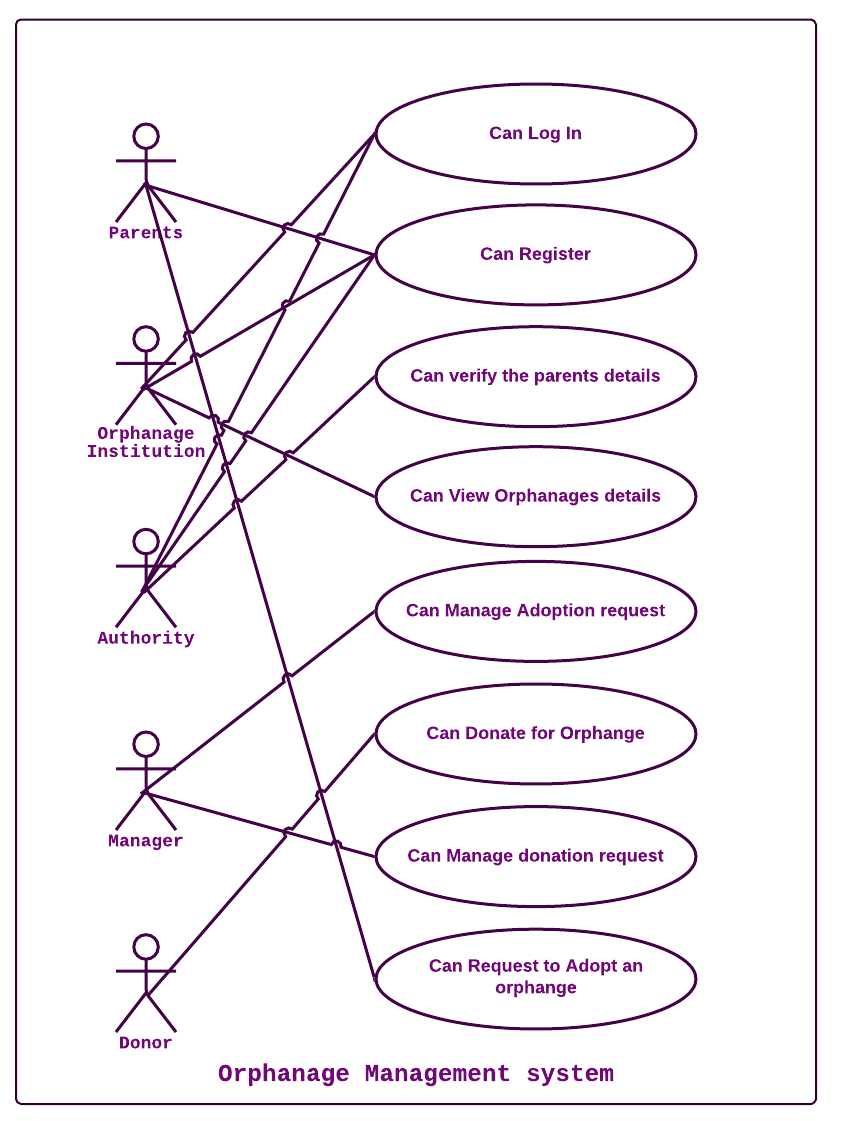 Can Log In
Parents
Can Register
Can verify the parents details
Orphanage
Institution
Can View Orphanages details
Can Manage Adoption request
Authority
Can Donate for Orphange
Manager
Can Manage donation request
Can Request to Adopt an
orphange
Donor
Orphanage Management system